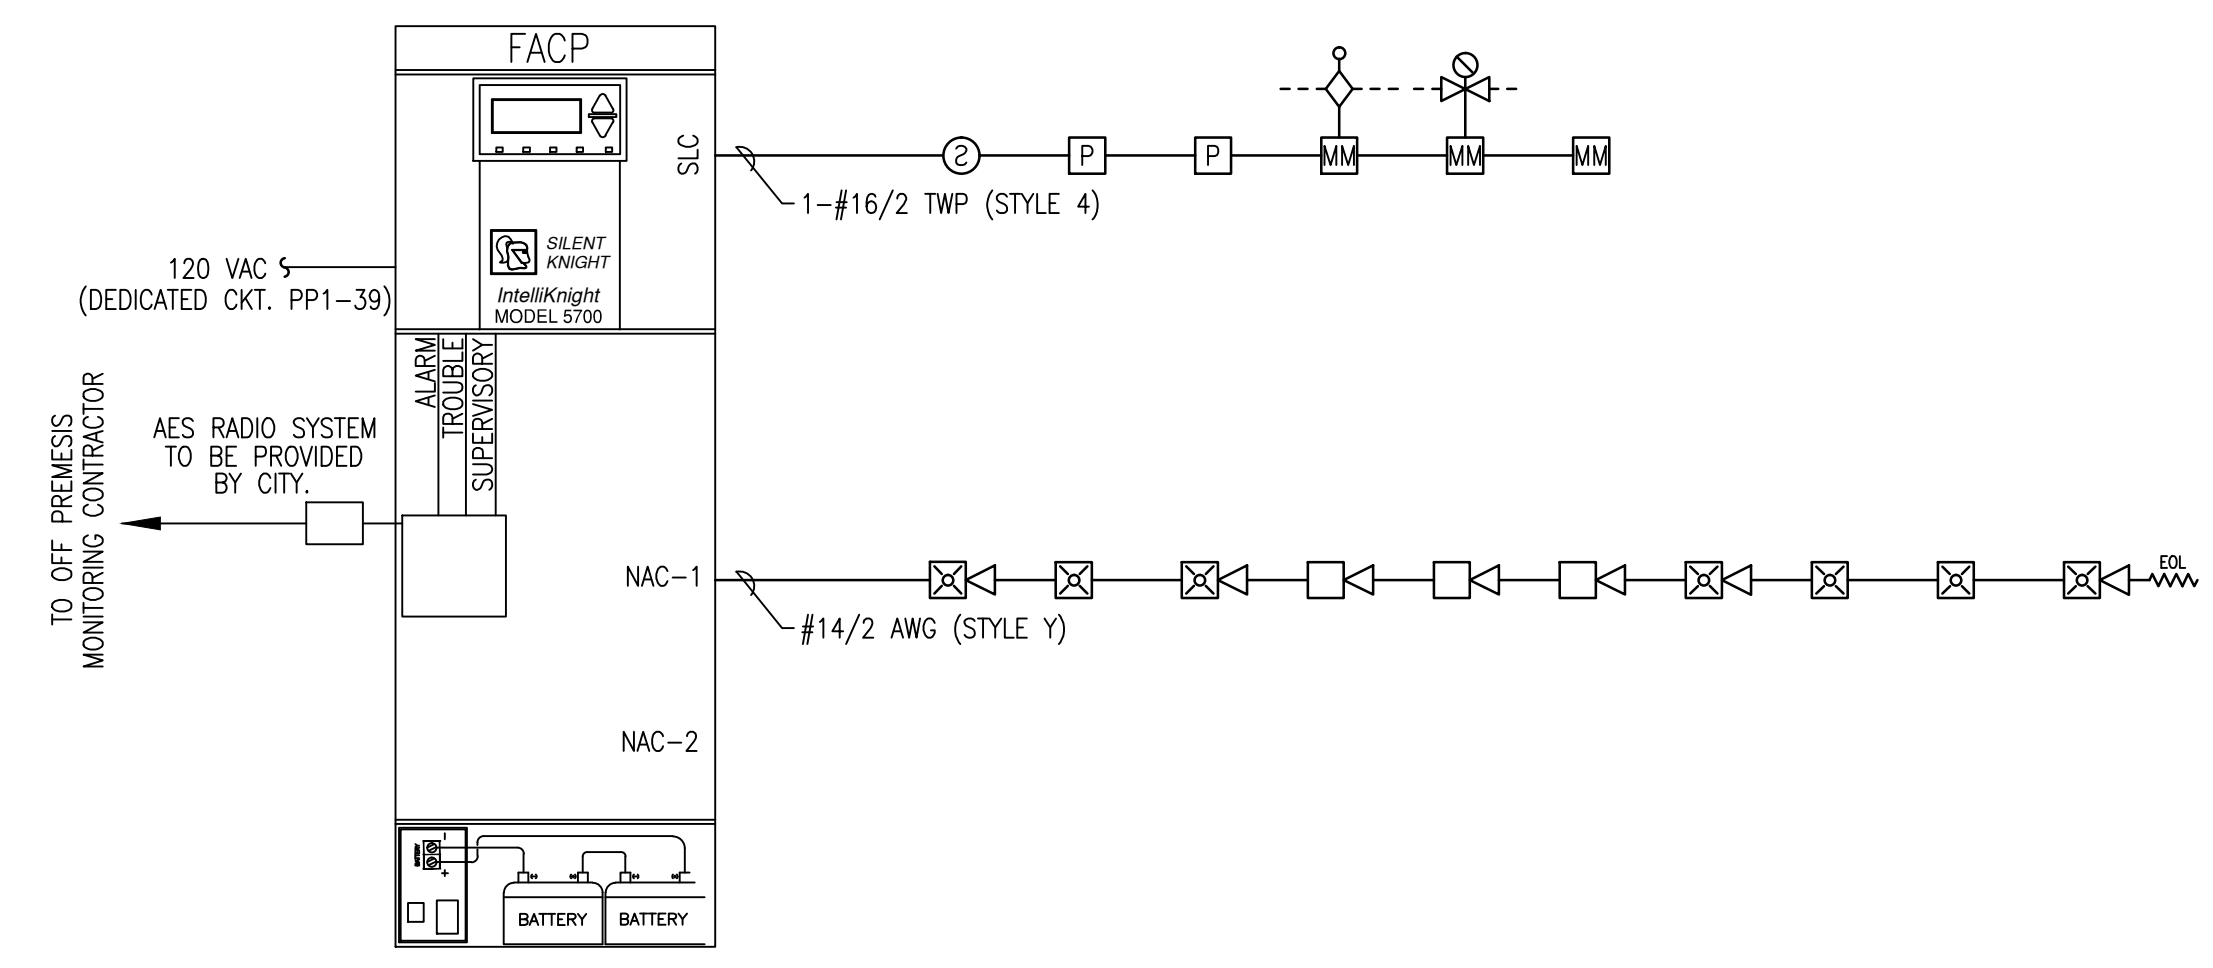 FACP
SLC
P
P
MM
MM
MM
1-#16/2 TWP (STYLE 4)
SILENT
KNIGHT
IntelliKnight
MODEL 5700
120 VAC
(DEDICATED CKT. PP1-39)
ALARM
TROUBLE
SUPERVISORY
TO OFF PREMESIS
MONITORING CONTRACTOR
AES RADIO SYSTEM
TO BE PROVIDED
BY CITY.
NAC-1
EOL
#14/2 AWG (STYLE Y)
NAC-2
BATTERY
-
+
BATTERY
BATTERY